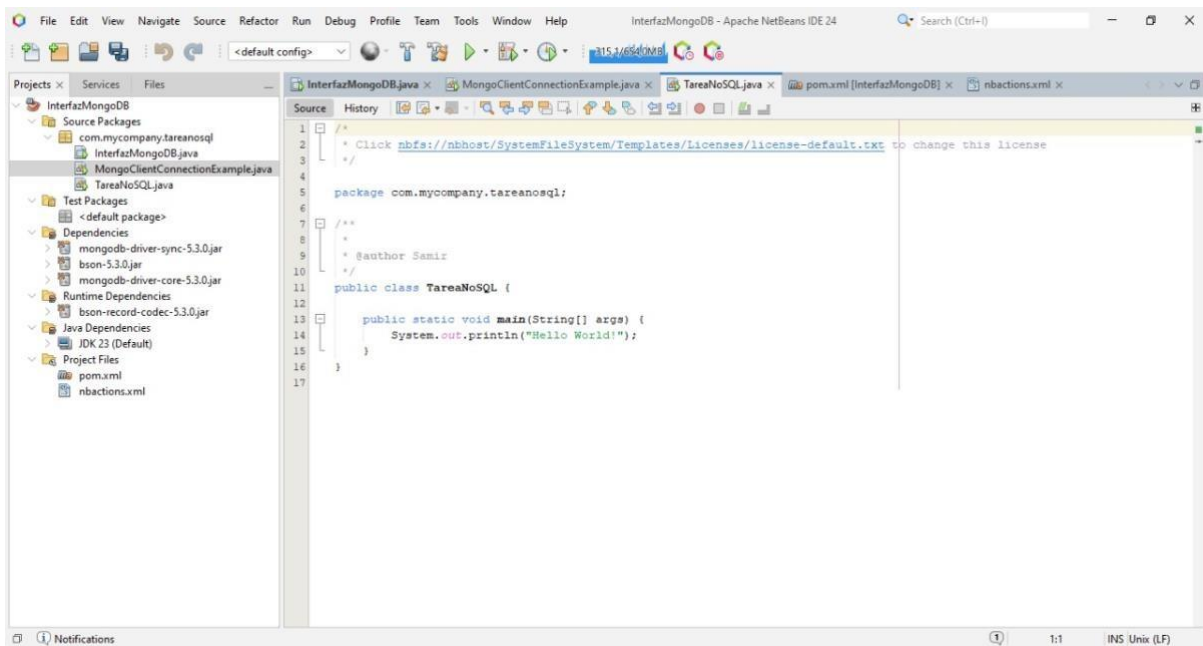 File Edit View Navigate Source Refactor Run Debug Profile Team Tools Window Help InterfazMongoDB - Apache NetBeans IDE 24 Search (Ctrl+I)
<default config> 315.1/654.0MB
Projects Services Files
InterfazMongoDB
Source Packages
com.mycompany.tareanosql
InterfazMongoDB.java
MongoClientConnectionExample.java
TareaNoSQL.java
Test Packages
<default package>
Dependencies
mongodb-driver-sync-5.3.0.jar
bson-5.3.0.jar
mongodb-driver-core-5.3.0.jar
Runtime Dependencies
bson-record-codec-5.3.0.jar
Java Dependencies
JDK 23 (Default)
Project Files
pom.xml
nbactions.xml
InterfazMongoDB.java MongoClientConnectionExample.java TareaNoSQL.java pom.xml [InterfazMongoDB] nbactions.xml
Source History
1 /*
2 * Click nbfs://nbhost/SystemFileSystem/Templates/Licenses/license-default.txt to change this license
3 */
4
5 package com.mycompany.tareanosql;
6
7 /**
8 *
9 * @author Samir
10 */
11 public class TareaNoSQL {
12
13 public static void main(String[] args) {
14 System.out.println("Hello World!");
15 }
16 }
17
Notifications 1 1:1 INS Unix (LF)